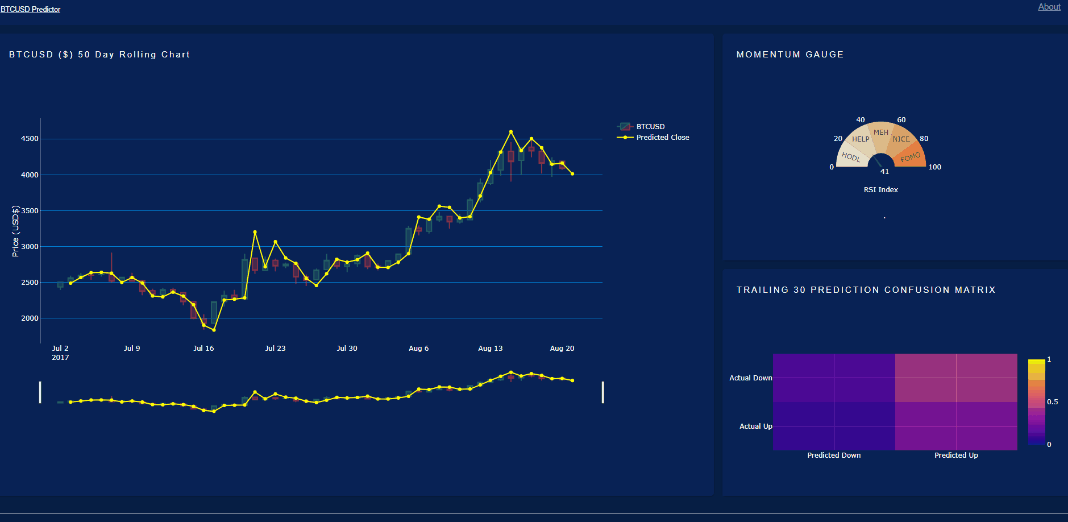 BTCUSD Predictor
About
BTCUSD ($) 50 Day Rolling Chart
4500
4000
3500
3000
2500
2000
Price (USD$)
Jul 2
2017
Jul 9
Jul 16
Jul 23
Jul 30
Aug 6
Aug 13
Aug 20
BTCUSD
Predicted Close
MOMENTUM GAUGE
0
20
40
60
80
100
HODL
HELP
MEH
NICE
FOMO
41
RSI Index
TRAILING 30 PREDICTION CONFUSION MATRIX
Actual Down
Actual Up
Predicted Down
Predicted Up
1
0.5
0